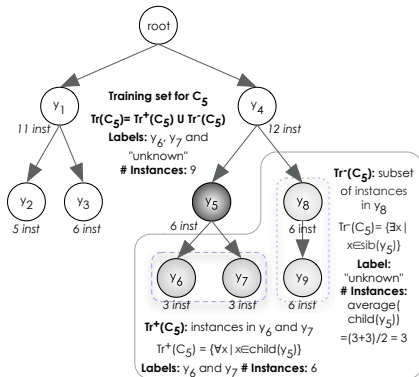 root
y1
y4
11 inst
12 inst
Training set for C5
Tr(C5)= Tr+(C5) U Tr-(C5)
Labels: y6, y7 and
"unknown"
# Instances: 9
y2
y3
5 inst
6 inst
y5
6 inst
y8
6 inst
y6
y7
3 inst
3 inst
y9
6 inst
Tr-(C5): subset
of instances
in y8
Tr-(C5) = {∃x |
x∈sib(y5)}
Label:
"unknown"
# Instances:
average(
child(y5))
=(3+3)/2 = 3
Tr+(C5): instances in y6 and y7
Tr+(C5) = {∀x | x∈child(y5)}
Labels: y6 and y7 # Instances: 6